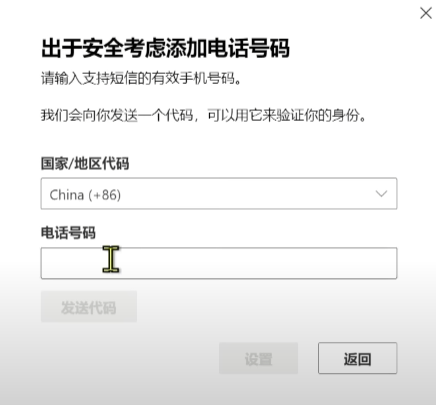 出于安全考虑添加电话号码
请输入支持短信的有效手机号码。
我们会向你发送一个代码，可以用它来验证你的身份。
国家/地区代码
China (+86)
电话号码
发送代码
设置
返回